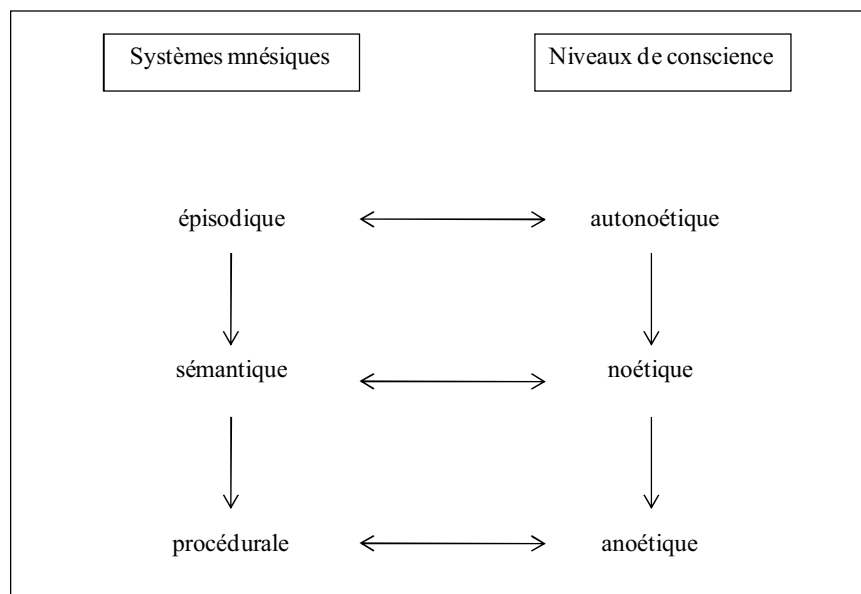 Systèmes mnésiques
Niveaux de conscience
épisodique
autonoétique
sémantique
noétique
procédurale
anoétique